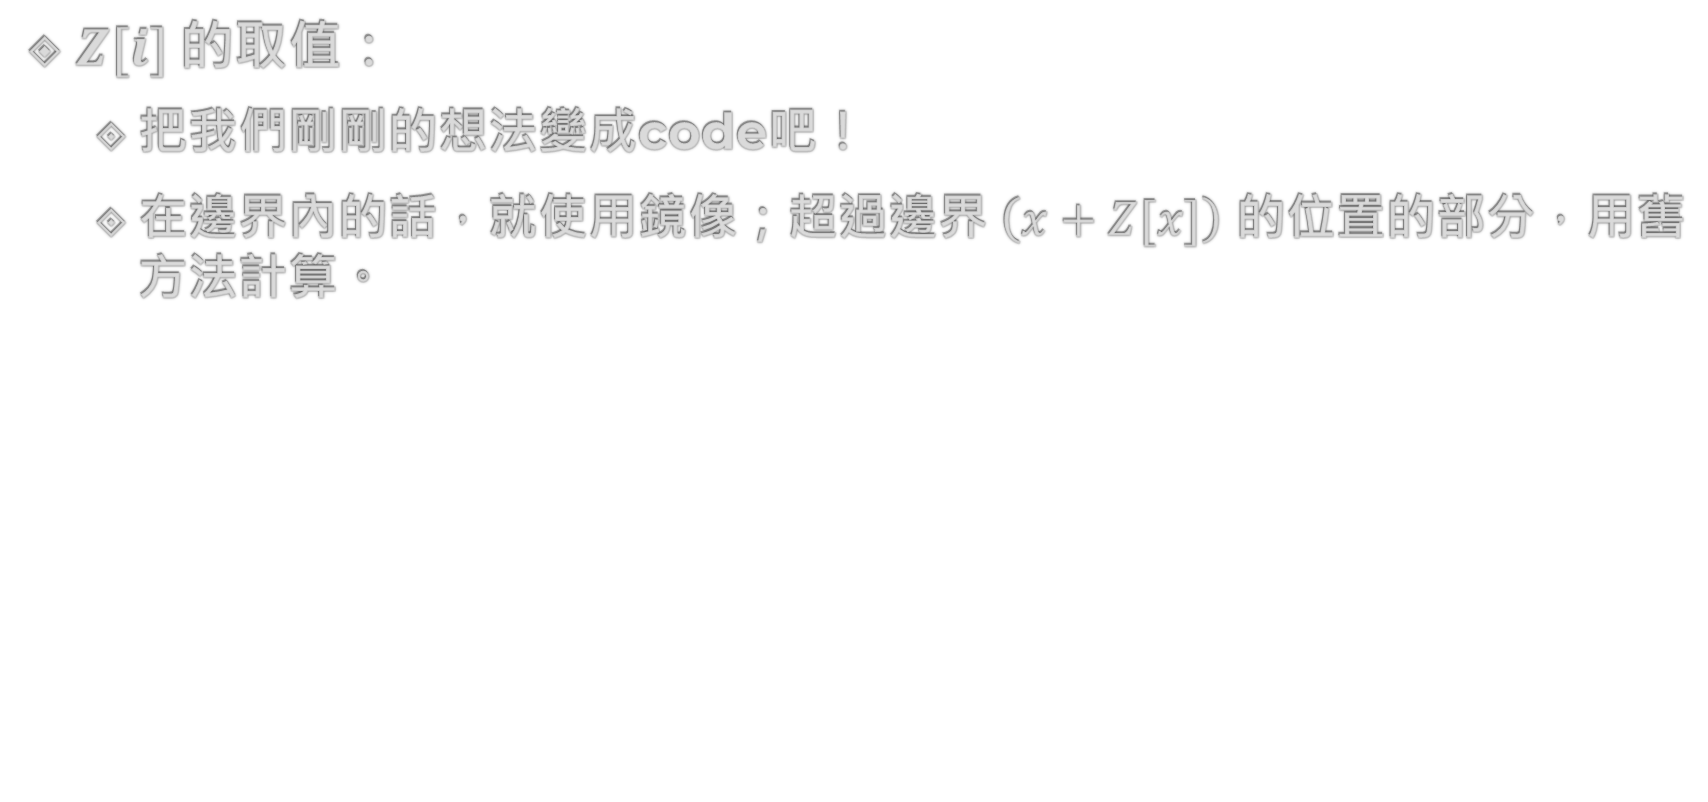 Z[i] 的取值：
把我們剛剛的想法變成code吧！
在邊界內的話，就使用鏡像；超過邊界 (x + Z[x]) 的位置的部分，用舊
方法計算。